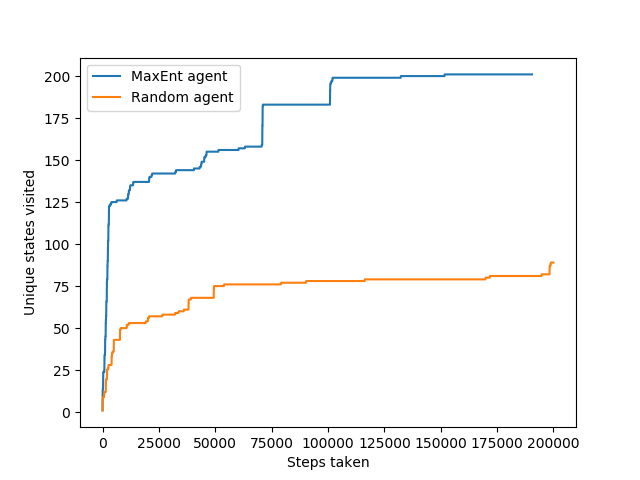 MaxEnt agent
Random agent
Unique states visited
200
175
150
125
100
75
50
25
0
0 25000 50000 75000 100000 125000 150000 175000 200000
Steps taken